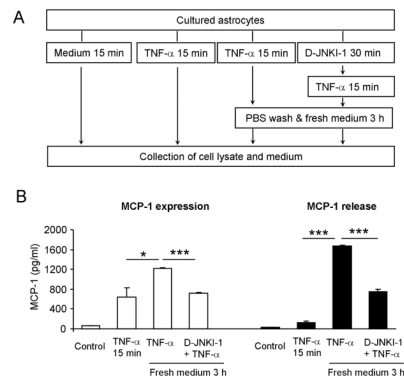 A
Cultured astrocytes
Medium 15 min TNF-α 15 min TNF-α 15 min D-JNKI-1 30 min
TNF-α 15 min
PBS wash & fresh medium 3 h
Collection of cell lysate and medium
B
MCP-1 expression MCP-1 release
MCP-1 (pg/ml)
2000
1600
1200
800
400
0
* *** *** ***
Control TNF-α 15 min TNF-α D-JNKI-1 + TNF-α Control TNF-α 15 min TNF-α D-JNKI-1 + TNF-α
Fresh medium 3 h Fresh medium 3 h